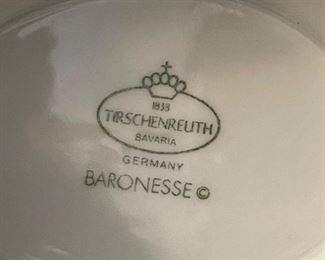 1838
TIRSCHENREUTH
BAVARIA
GERMANY
BARONESSE ©